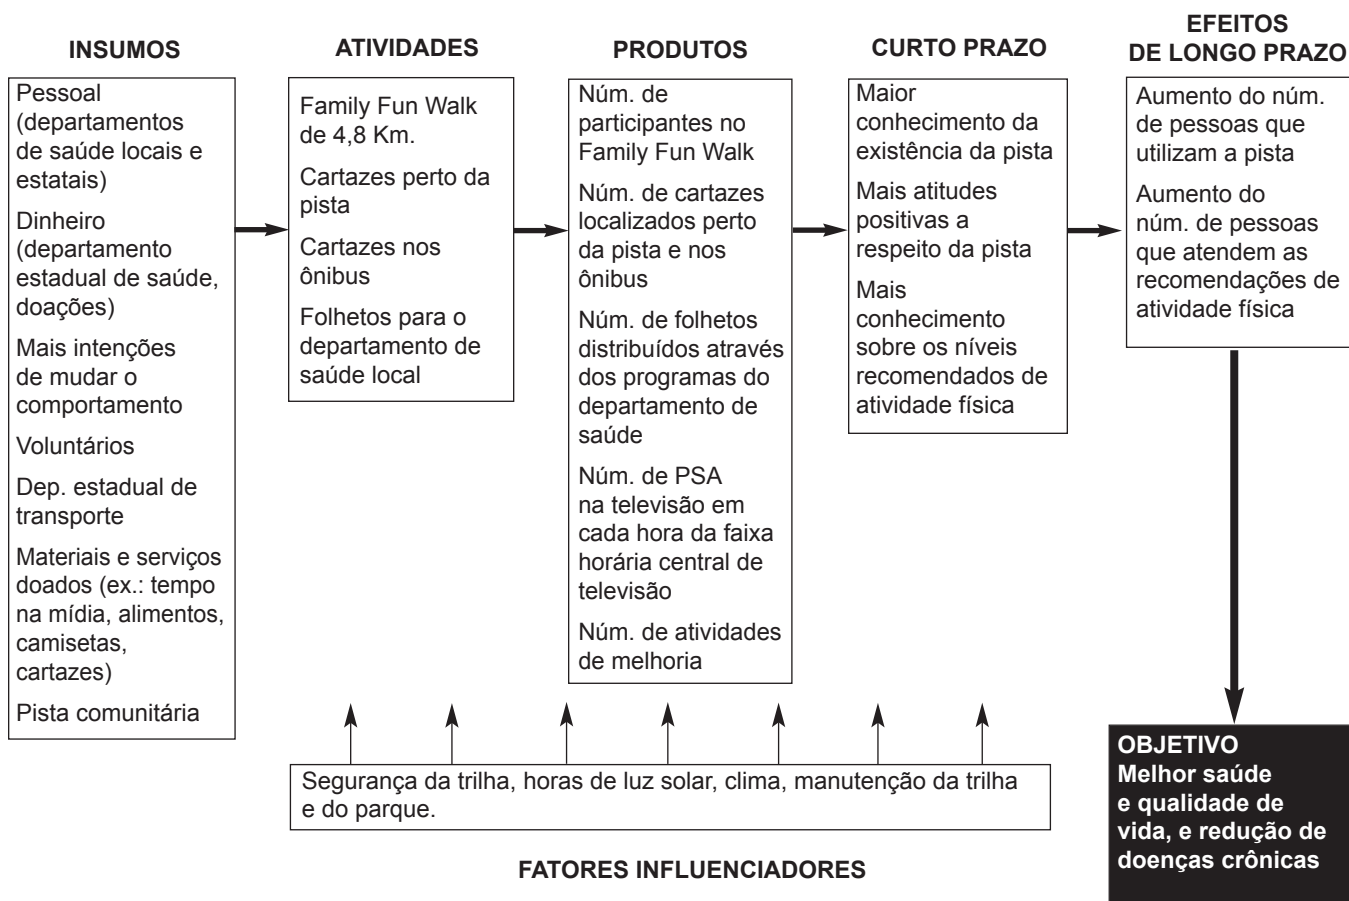 INSUMOS
Pessoal
(departamentos
de saúde locais e
estatais)
Dinheiro
(departamento
estadual de saúde,
doações)
Mais intenções
de mudar o
comportamento
Voluntários
Dep. estadual de
transporte
Materiais e serviços
doados (ex.: tempo
na mídia, alimentos,
camisetas,
cartazes)
Pista comunitária
ATIVIDADES
Family Fun Walk
de 4,8 Km.
Cartazes perto da
pista
Cartazes nos
ônibus
Folhetos para o
departamento de
saúde local
PRODUTOS
Núm. de
participantes no
Family Fun Walk
Núm. de cartazes
localizados perto
da pista e nos
ônibus
Núm. de folhetos
distribuídos através
dos programas do
departamento de
saúde
Núm. de PSA
na televisão em
cada hora da faixa
horária central de
televisão
Núm. de atividades
de melhoria
CURTO PRAZO
Maior
conhecimento da
existência da pista
Mais atitudes
positivas a
respeito da pista
Mais
conhecimento
sobre os níveis
recomendados de
atividade física
EFEITOS
DE LONGO PRAZO
Aumento do núm.
de pessoas que
utilizam a pista
Aumento do
núm. de pessoas
que atendem as
recomendações de
atividade física
OBJETIVO
Melhor saúde
e qualidade de
vida, e redução de
doenças crônicas
Segurança da trilha, horas de luz solar, clima, manutenção da trilha
e do parque.
FATORES INFLUENCIADORES